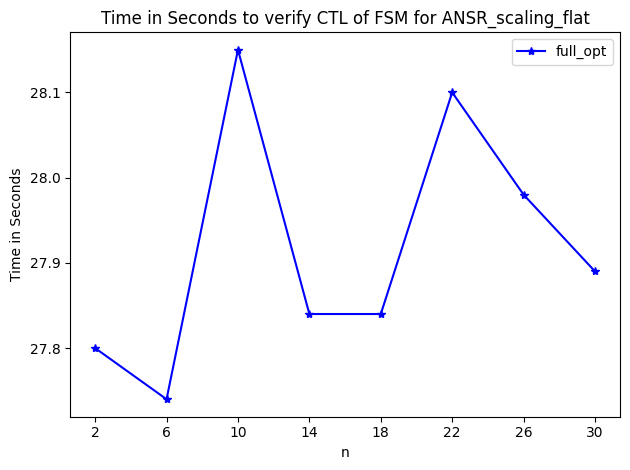 Time in Seconds to verify CTL of FSM for ANSR_scaling_flat
full_opt
28.1
28.0
27.9
27.8
Time in Seconds
2 6 10 14 18 22 26 30
n